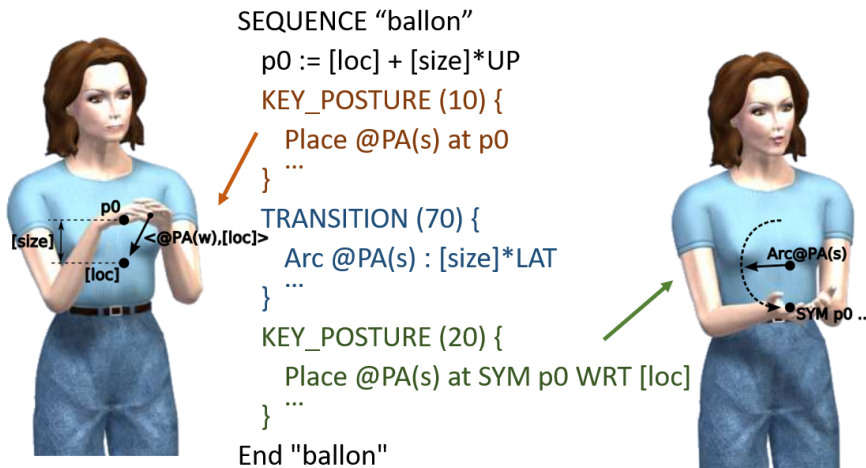 SEQUENCE “ballon”
p0 := [loc] + [size]*UP
KEY_POSTURE (10) {
Place @PA(s) at p0
...
}
TRANSITION (70) {
Arc @PA(s) : [size]*LAT
...
}
KEY_POSTURE (20) {
Place @PA(s) at SYM p0 WRT [loc]
...
}
End "ballon"
p0
[size]
<@PA(w),[loc]>
[loc]
Arc@PA(s)
SYM p0 ..